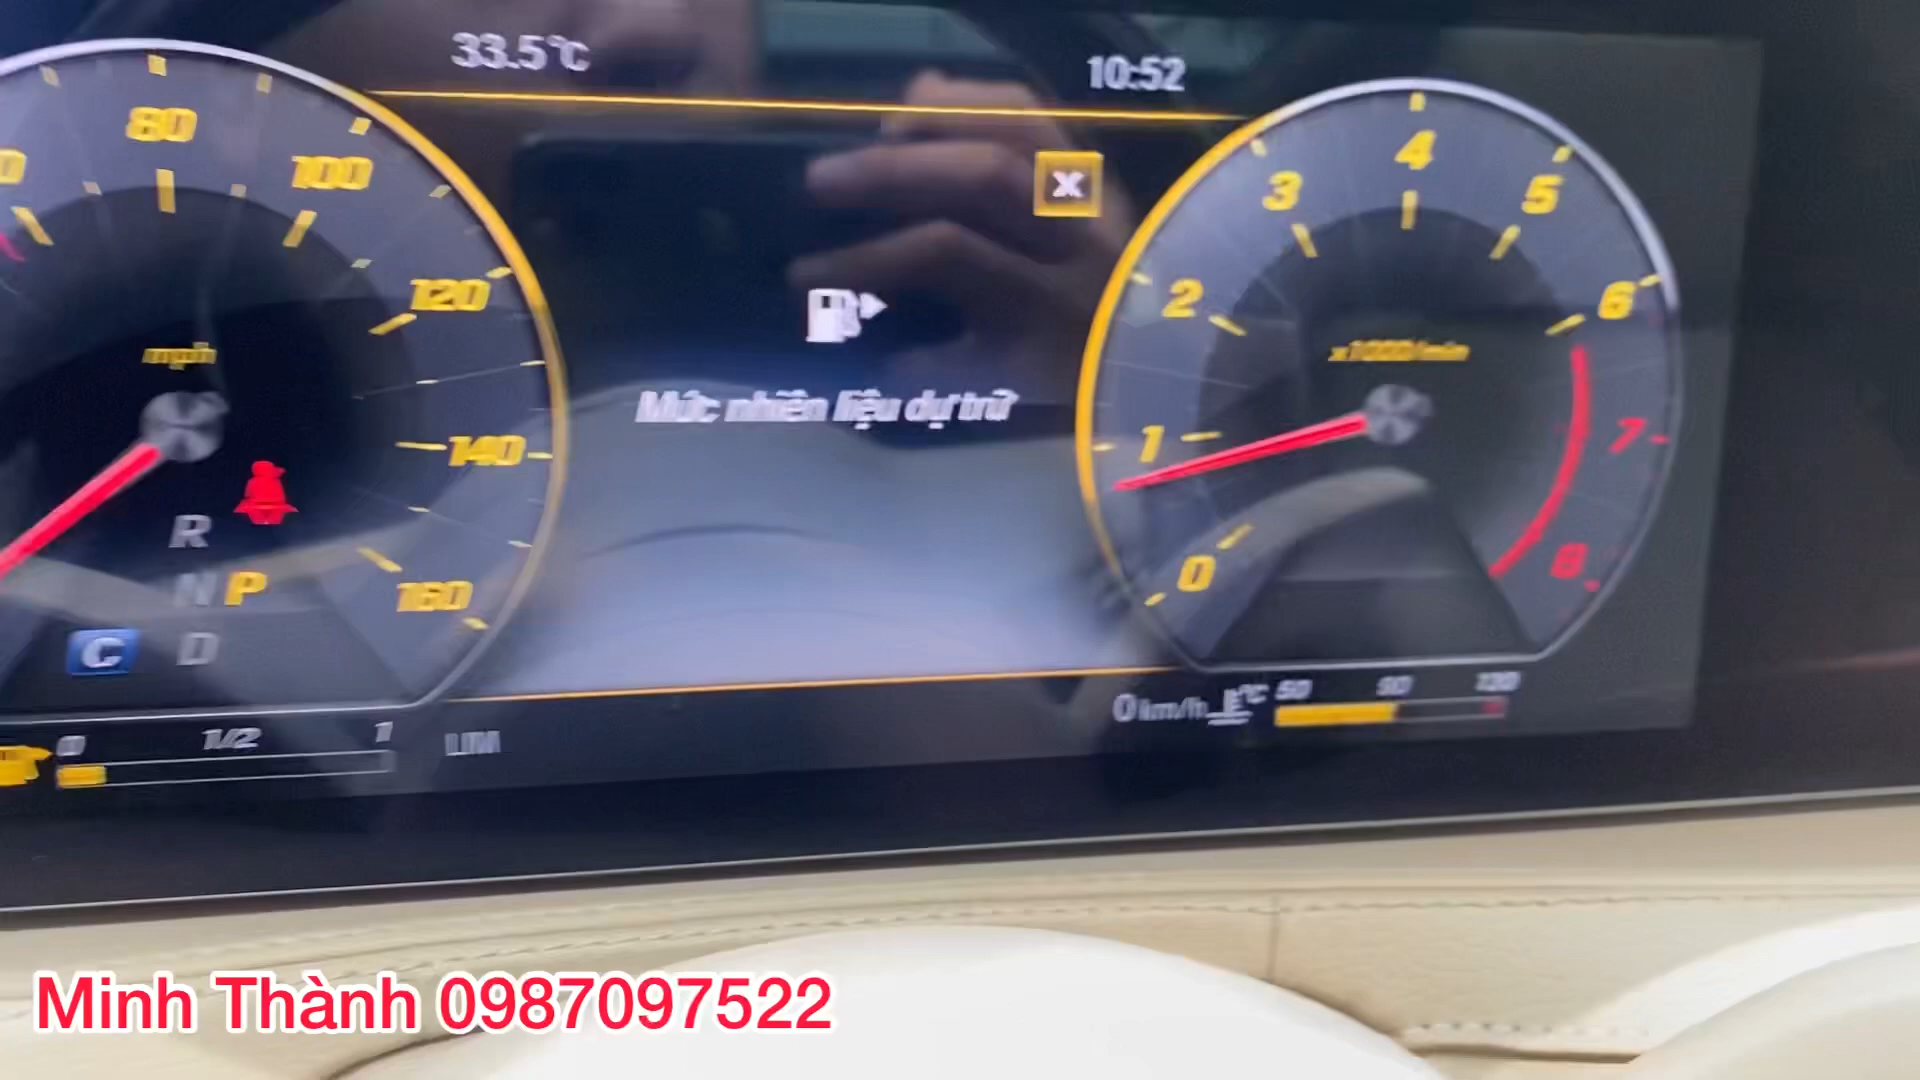 33.5°C
10:52
80
100
120
140
160
mph
R
N P
D
C
0 1/2 1
LIM
X
Mức nhiên liệu dự trữ
0
1
2
3
4
5
6
7
8
x1000/min
0 km/h °C 50 90 130
Minh Thành 0987097522